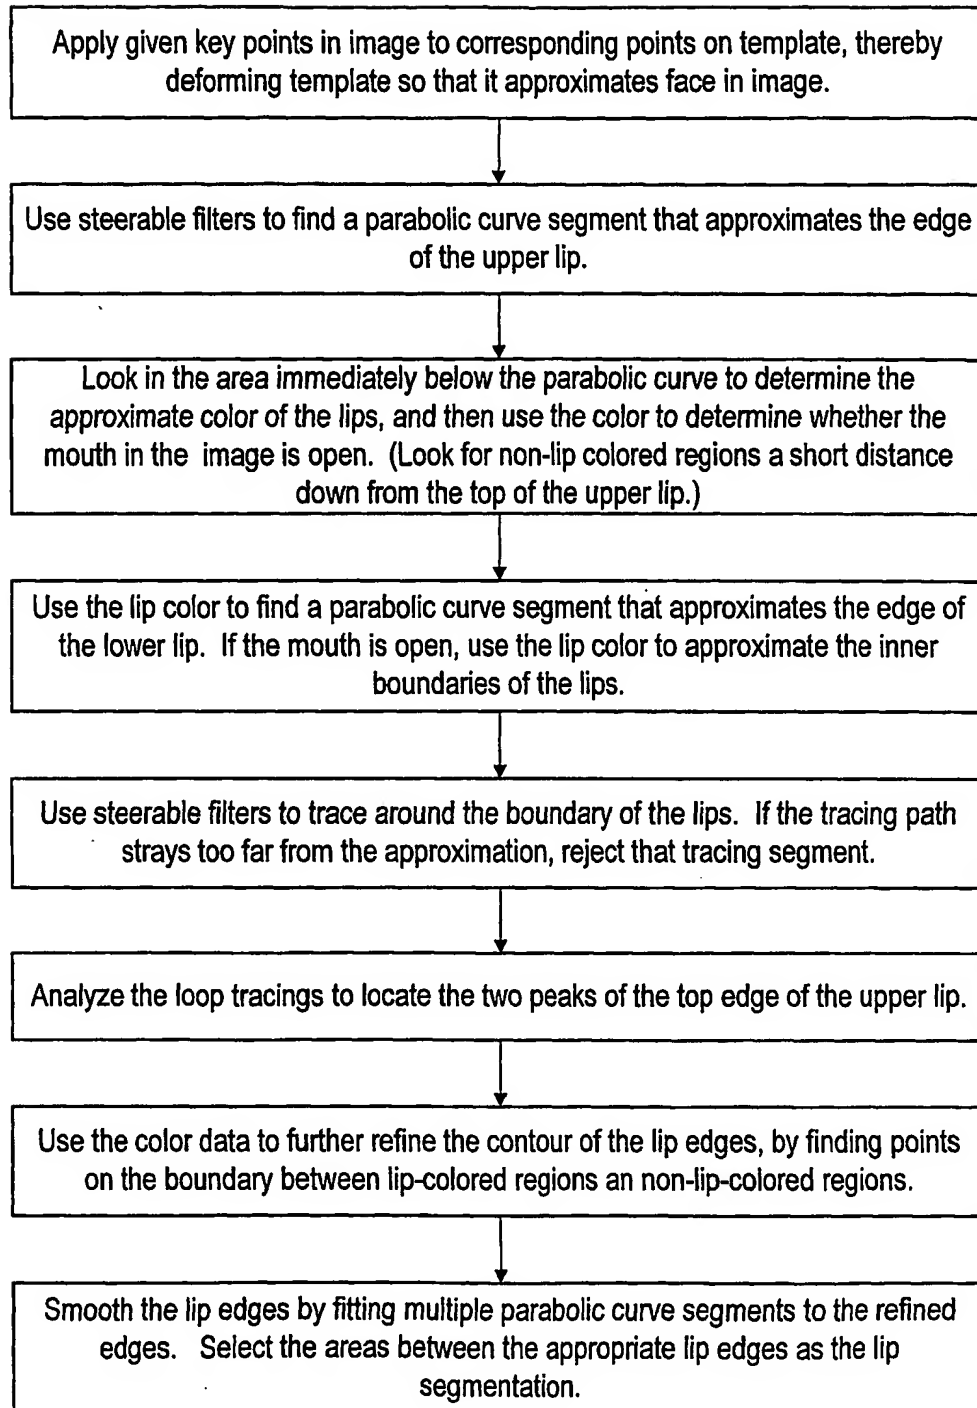 Apply given key points in image to corresponding points on template, thereby
deforming template so that it approximates face in image.
Use steerable filters to find a parabolic curve segment that approximates the edge
of the upper lip.
Look in the area immediately below the parabolic curve to determine the
approximate color of the lips, and then use the color to determine whether the
mouth in the image is open. (Look for non-lip colored regions a short distance
down from the top of the upper lip.)
Use the lip color to find a parabolic curve segment that approximates the edge of
the lower lip. If the mouth is open, use the lip color to approximate the inner
boundaries of the lips.
Use steerable filters to trace around the boundary of the lips. If the tracing path
strays too far from the approximation, reject that tracing segment.
Analyze the loop tracings to locate the two peaks of the top edge of the upper lip.
Use the color data to further refine the contour of the lip edges, by finding points
on the boundary between lip-colored regions an non-lip-colored regions.
Smooth the lip edges by fitting multiple parabolic curve segments to the refined
edges. Select the areas between the appropriate lip edges as the lip
segmentation.